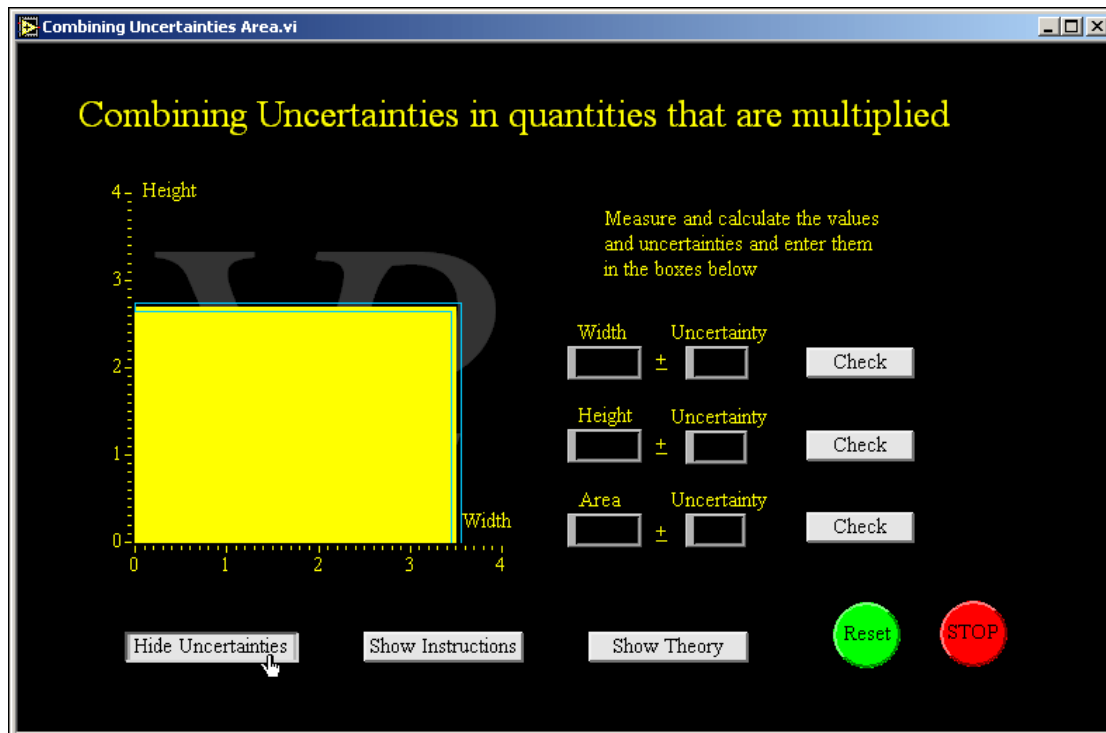 Combining Uncertainties Area.vi
Combining Uncertainties in quantities that are multiplied
4 Height
3
2
1
0
Width
0 1 2 3 4
Measure and calculate the values
and uncertainties and enter them
in the boxes below
Width Uncertainty
± Check
Height Uncertainty
± Check
Area Uncertainty
± Check
Hide Uncertainties Show Instructions Show Theory Reset STOP